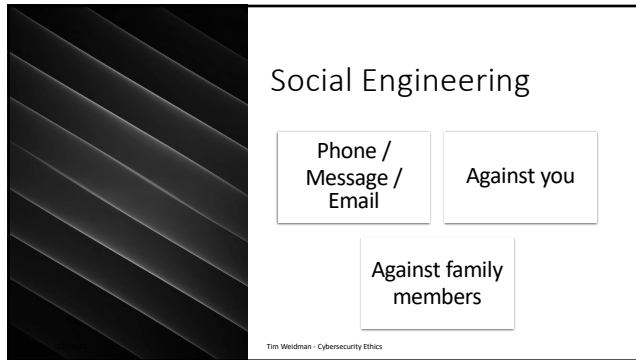 Social Engineering
Phone /
Message /
Email
Against you
Against family
members
Tim Weidman - Cybersecurity Ethics